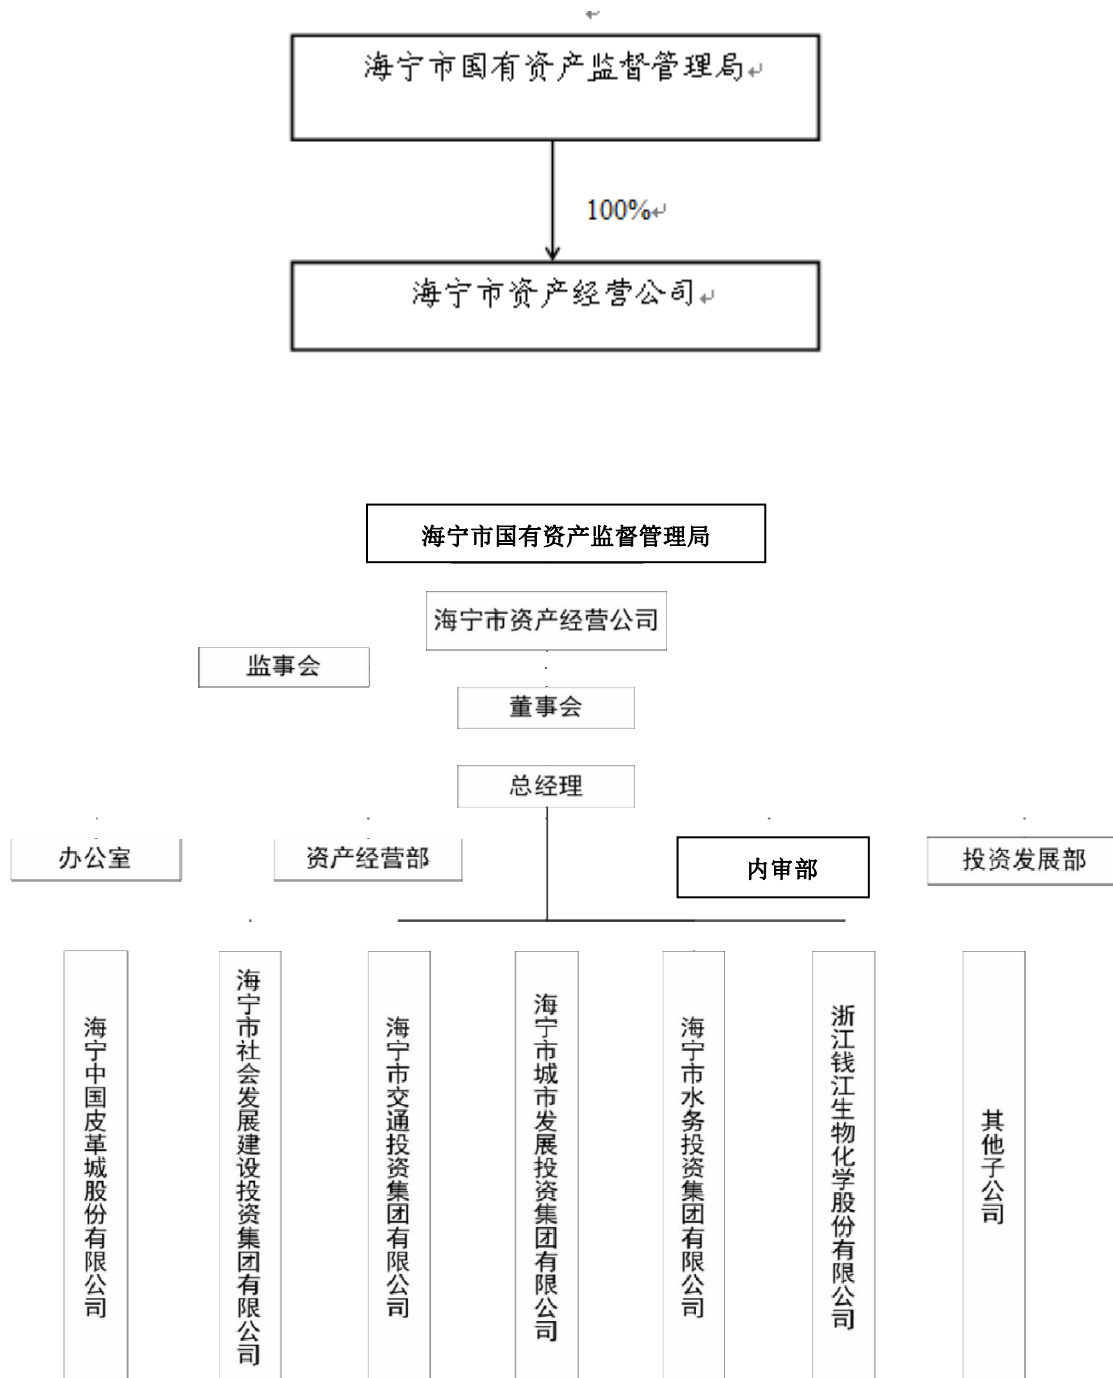 海宁市国有资产监督管理局
100%
海宁市资产经营公司
海宁市国有资产监督管理局
海宁市资产经营公司
监事会
董事会
总经理
办公室
资产经营部
内审部
投资发展部
海宁中国皮革城股份有限公司
海宁市社会发展建设投资集团有限公司
海宁市交通投资集团有限公司
海宁市城市发展投资集团有限公司
海宁市水务投资集团有限公司
浙江钱江生物化学股份有限公司
其他子公司